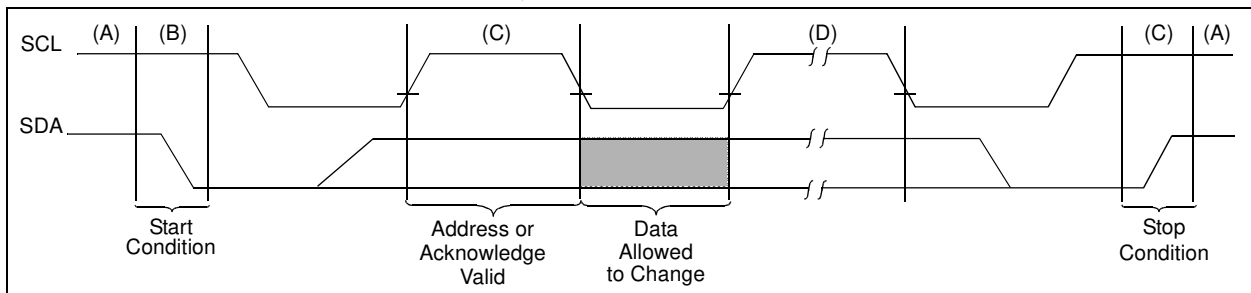 SCL (A) (B) (C) (D) (C) (A)
SDA
Start
Condition
Address or
Acknowledge
Valid
Data
Allowed
to Change
Stop
Condition